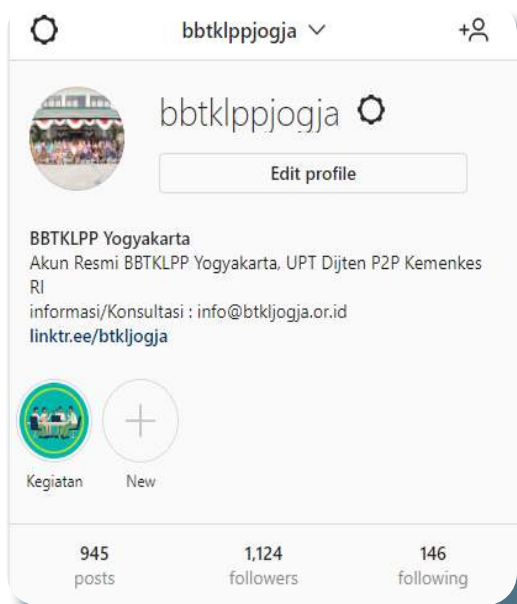 bbtklppjogja
bbtklppjogja
Edit profile
BBTKLPP Yogyakarta
Akun Resmi BBTKLPP Yogyakarta, UPT Dijten P2P Kemenkes
RI
informasi/Konsultasi : info@btkljogja.or.id
linktr.ee/btkljogja
Kegiatan New
945 1,124 146
posts followers following